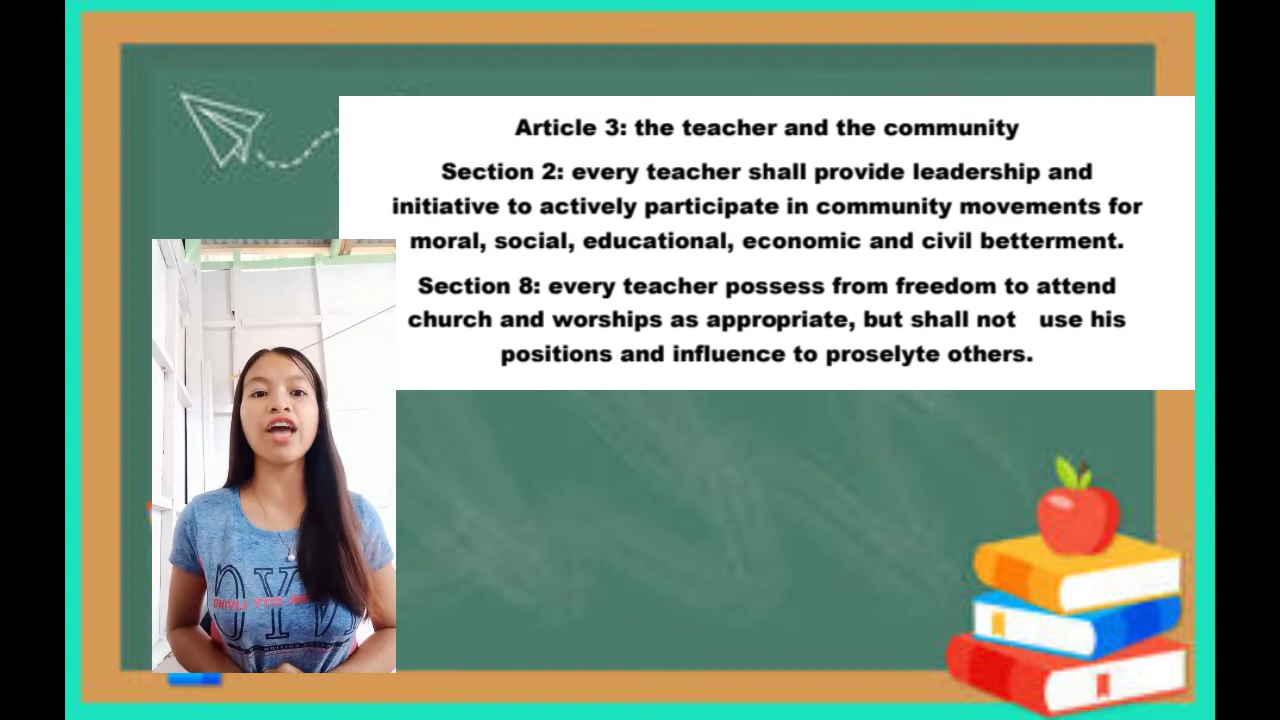 Article 3: the teacher and the community
Section 2: every teacher shall provide leadership and
initiative to actively participate in community movements for
moral, social, educational, economic and civil betterment.
Section 8: every teacher possess from freedom to attend
church and worships as appropriate, but shall not use his
positions and influence to proselyte others.